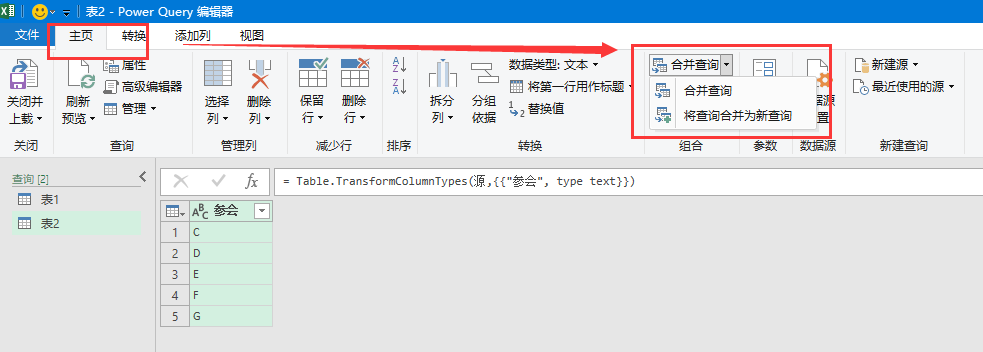 表2 - Power Query 编辑器
文件 主页 转换 添加列 视图
关闭并
上载
刷新
预览
属性
高级编辑器
管理
选择
列
删除
列
保留
行
删除
行
拆分
列
分组
依据
数据类型: 文本
将第一行用作标题
替换值
合并查询
合并查询
将查询合并为新查询
新建源
最近使用的源
关闭 查询 管理列 减少行 排序 转换 组合 参数 数据源 新建查询
查询 [2]
表1
表2
fx
= Table.TransformColumnTypes(源,{{"参会", type text}})
ABC 参会
1 C
2 D
3 E
4 F
5 G